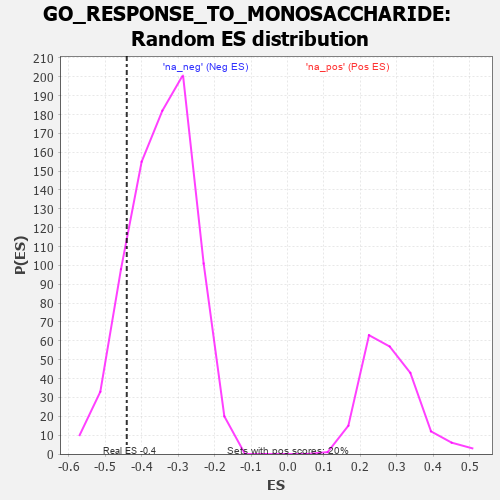 GO_RESPONSE_TO_MONOSACCHARIDE:
Random ES distribution
'na_neg' (Neg ES)
'na_pos' (Pos ES)
210
200
190
180
170
160
150
140
130
120
110
100
90
80
70
60
50
40
30
20
10
0
P(ES)
Real ES -0.4
Sets with pos scores: 20%
-0.6 -0.5 -0.4 -0.3 -0.2 -0.1 0.0 0.1 0.2 0.3 0.4 0.5
ES